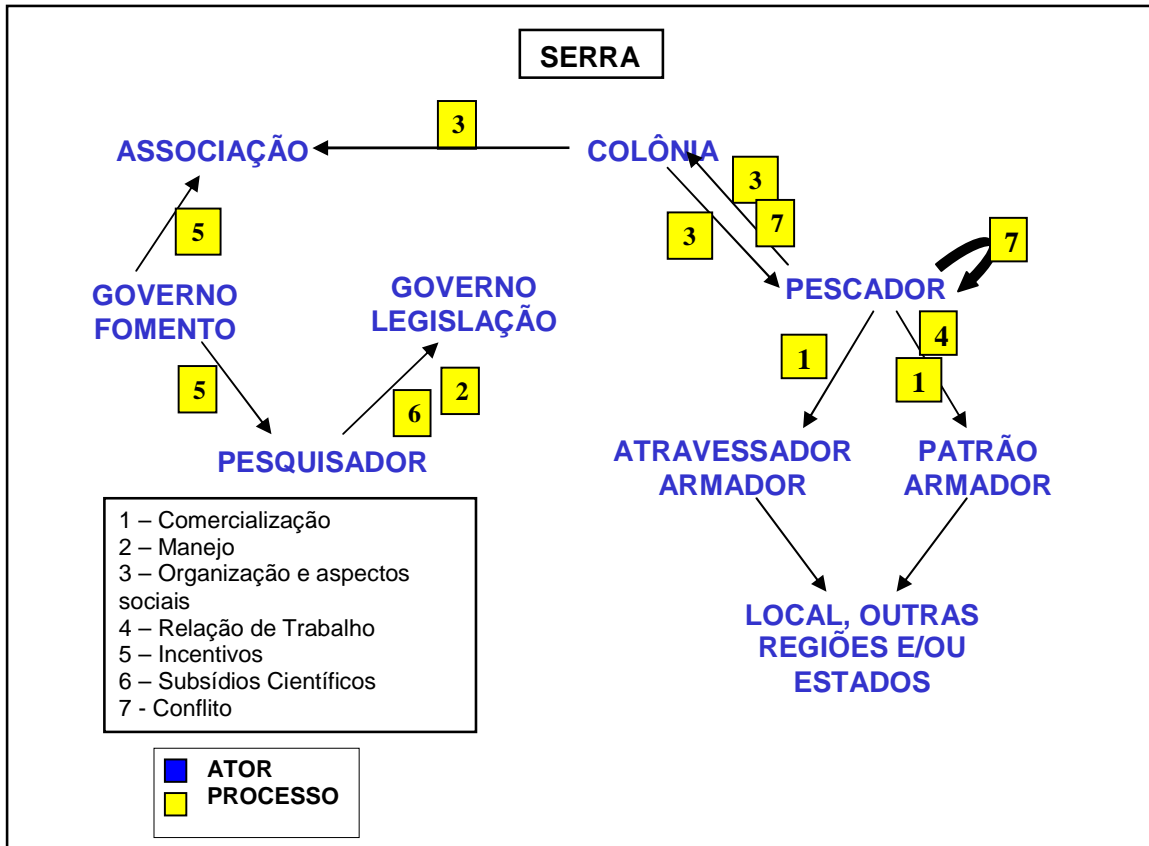 SERRA
3
ASSOCIAÇÃO
COLÔNIA
3
5
3
7
7
GOVERNO
FOMENTO
GOVERNO
LEGISLAÇÃO
PESCADOR
4
1
1
5
6
2
PESQUISADOR
ATRAVESSADOR
ARMADOR
PATRÃO
ARMADOR
1 – Comercialização
2 – Manejo
3 – Organização e aspectos
sociais
4 – Relação de Trabalho
5 – Incentivos
6 – Subsídios Científicos
7 - Conflito
LOCAL, OUTRAS
REGIÕES E/OU
ESTADOS
ATOR
PROCESSO